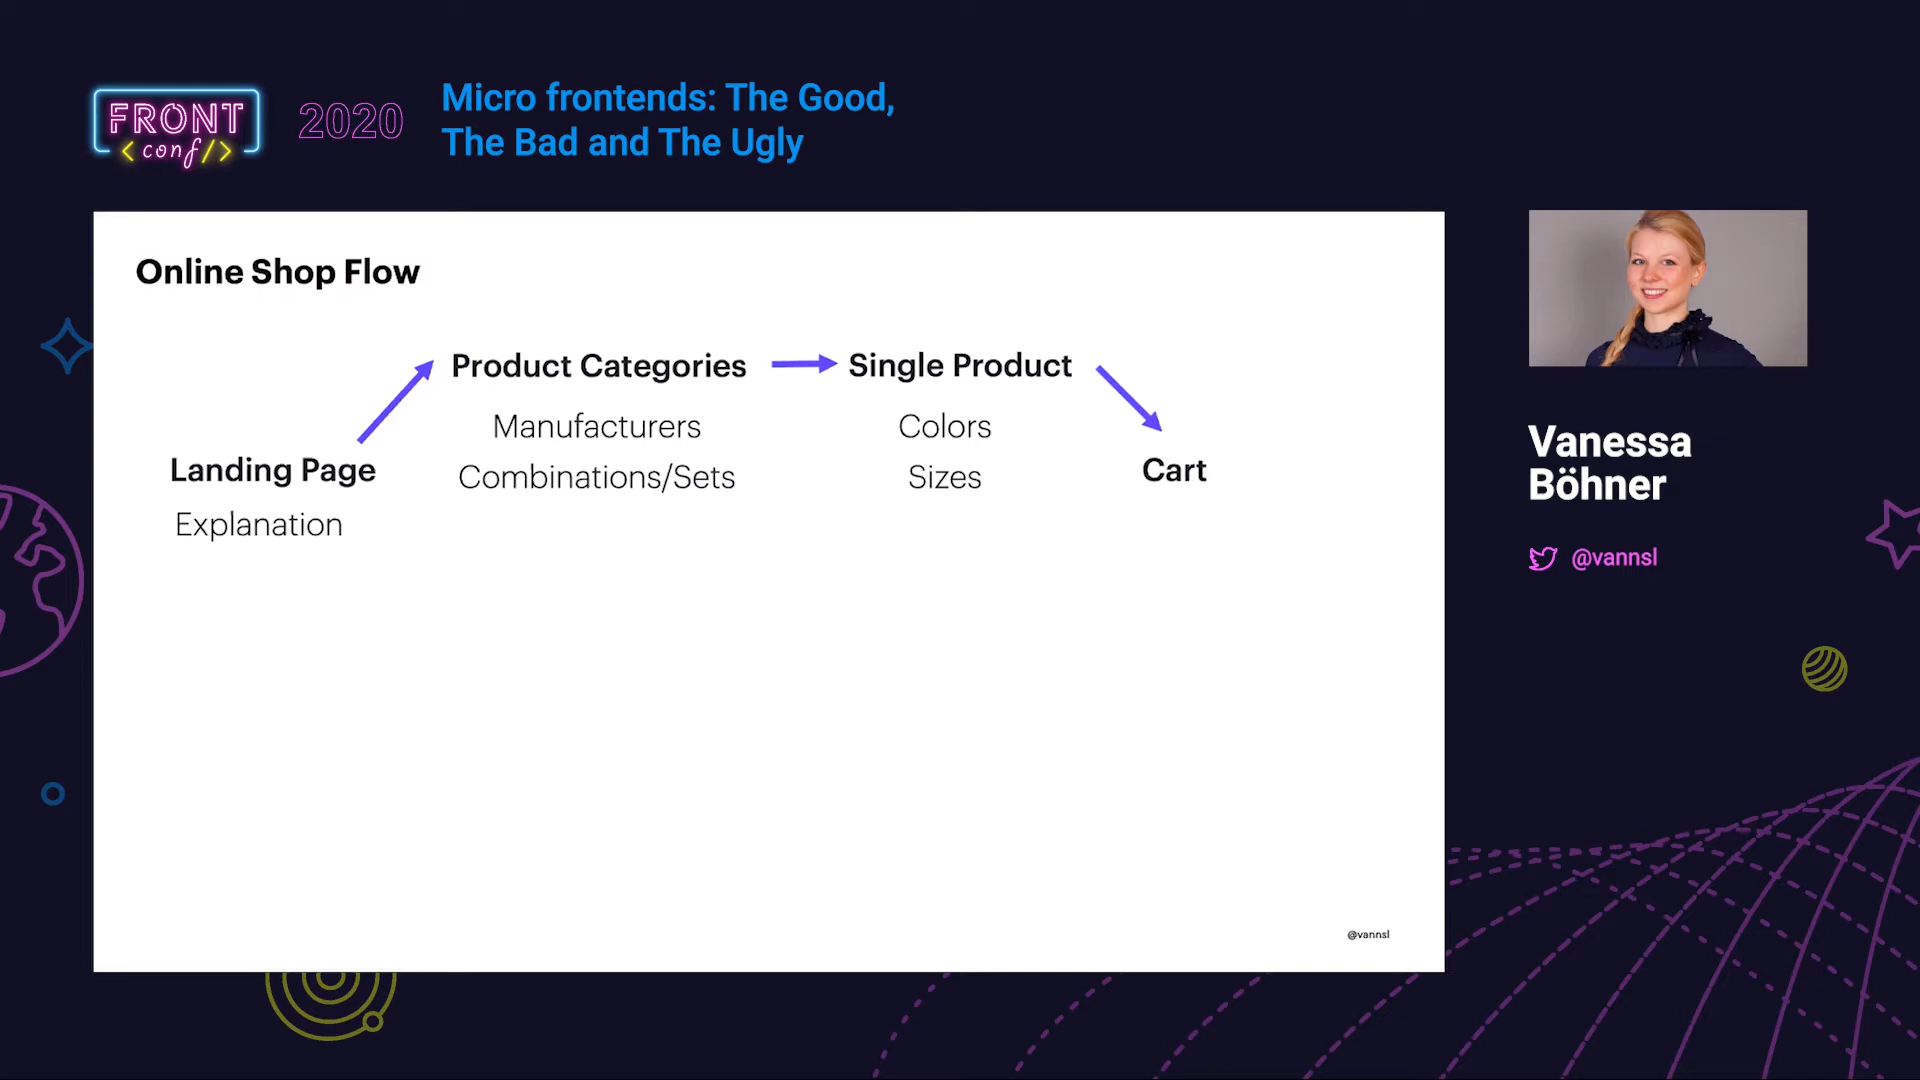 FRONT
<conf/>
2020
Micro frontends: The Good,
The Bad and The Ugly
Online Shop Flow
Landing Page
Explanation
Product Categories
Manufacturers
Combinations/Sets
Single Product
Colors
Sizes
Cart
@vannsl
Vanessa
Böhner
@vannsl